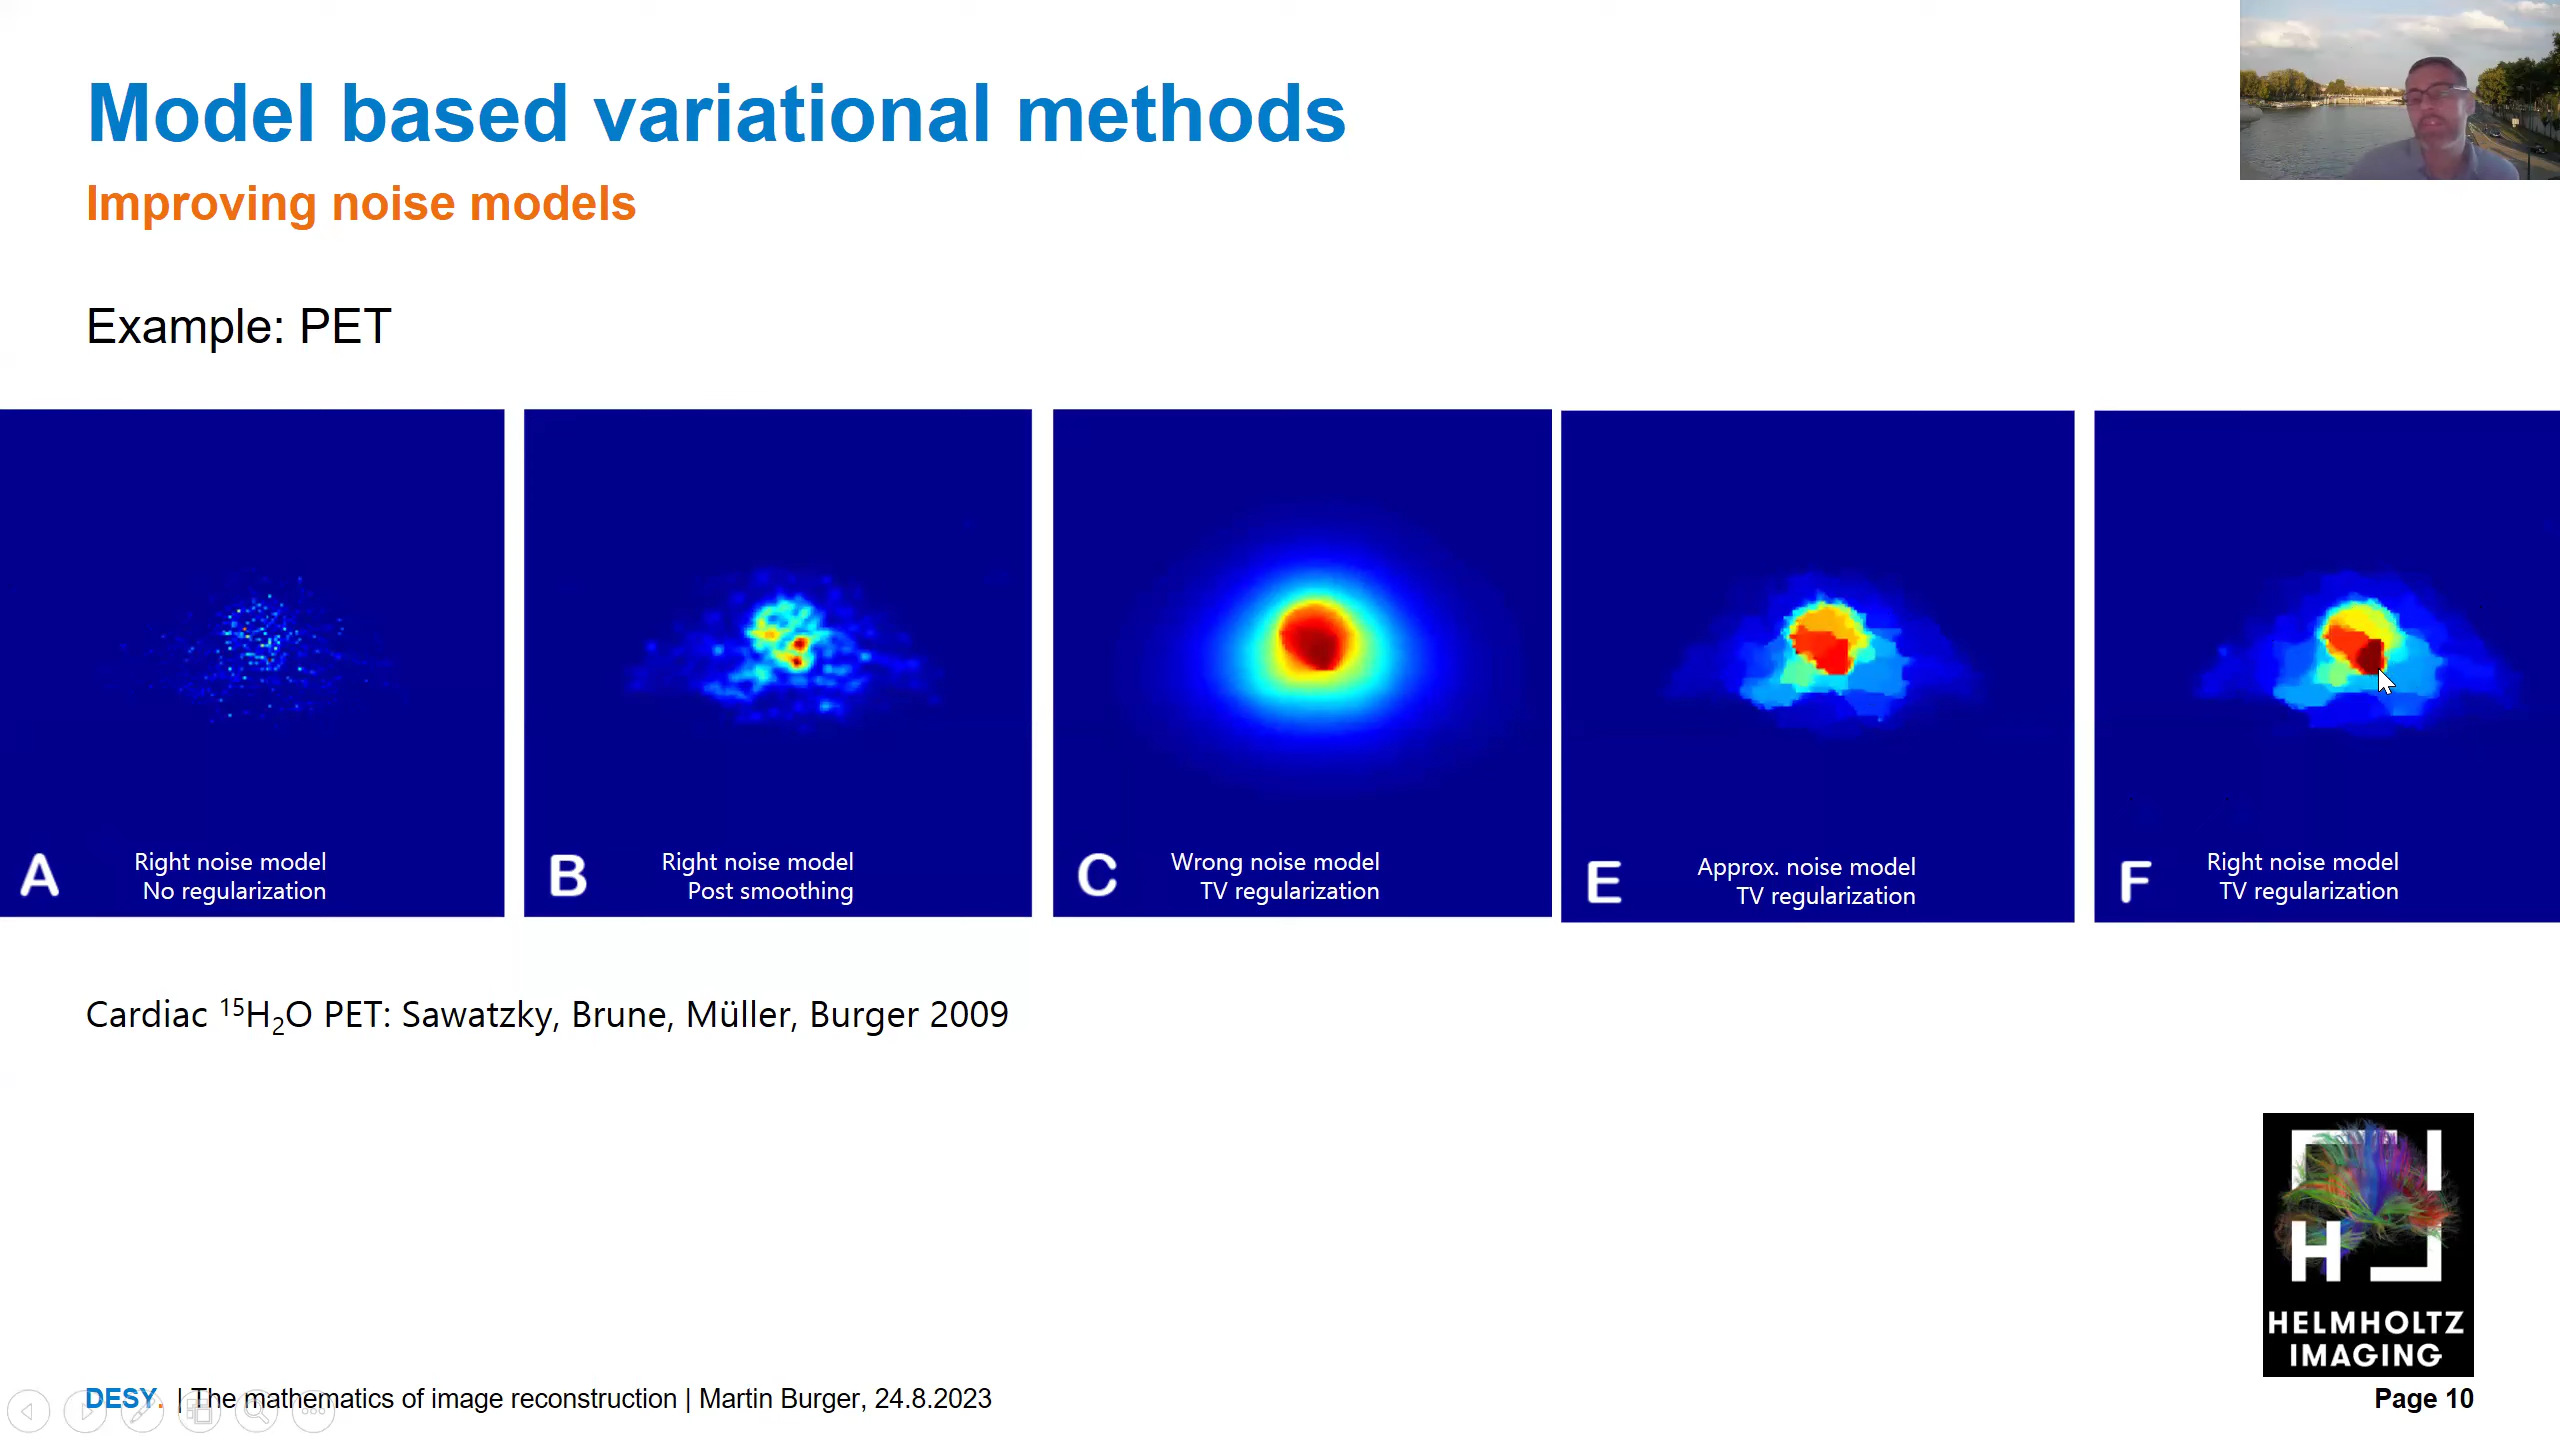 Model based variational methods
Improving noise models
Example: PET
A
Right noise model
No regularization
B
Right noise model
Post smoothing
C
Wrong noise model
TV regularization
E
Approx. noise model
TV regularization
F
Right noise model
TV regularization
Cardiac ¹⁵H₂O PET: Sawatzky, Brune, Müller, Burger 2009
H
HELMHOLTZ
IMAGING
DESY. | The mathematics of image reconstruction | Martin Burger, 24.8.2023
Page 10